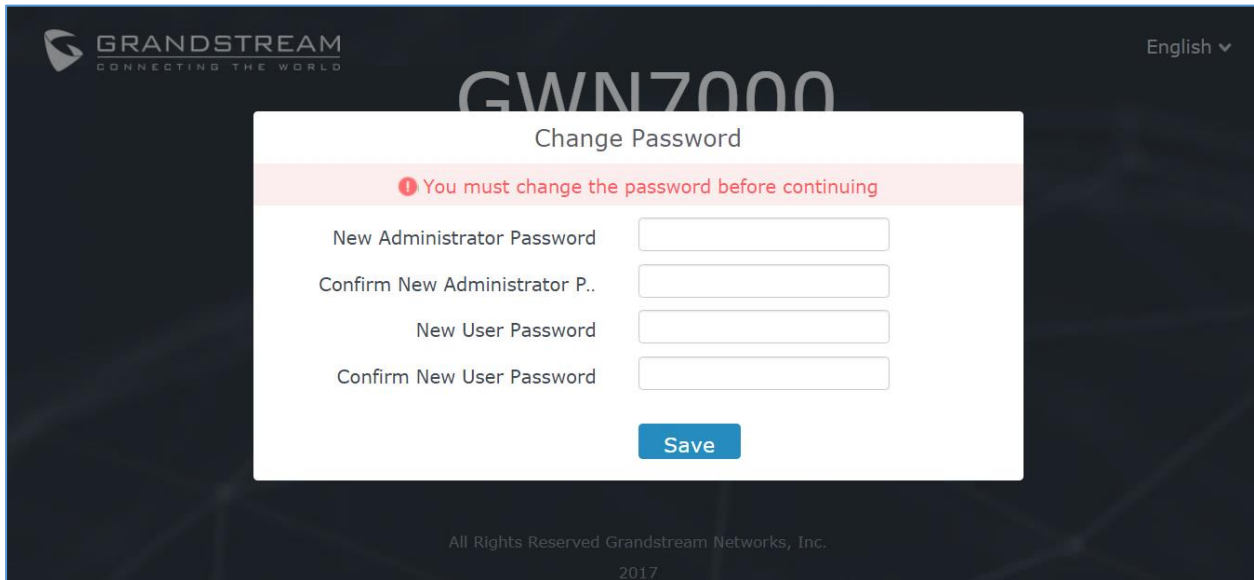 GRANDSTREAM
CONNECTING THE WORLD
English
GWN7000
Change Password
You must change the password before continuing
New Administrator Password
Confirm New Administrator P..
New User Password
Confirm New User Password
Save
All Rights Reserved Grandstream Networks, Inc.
2017